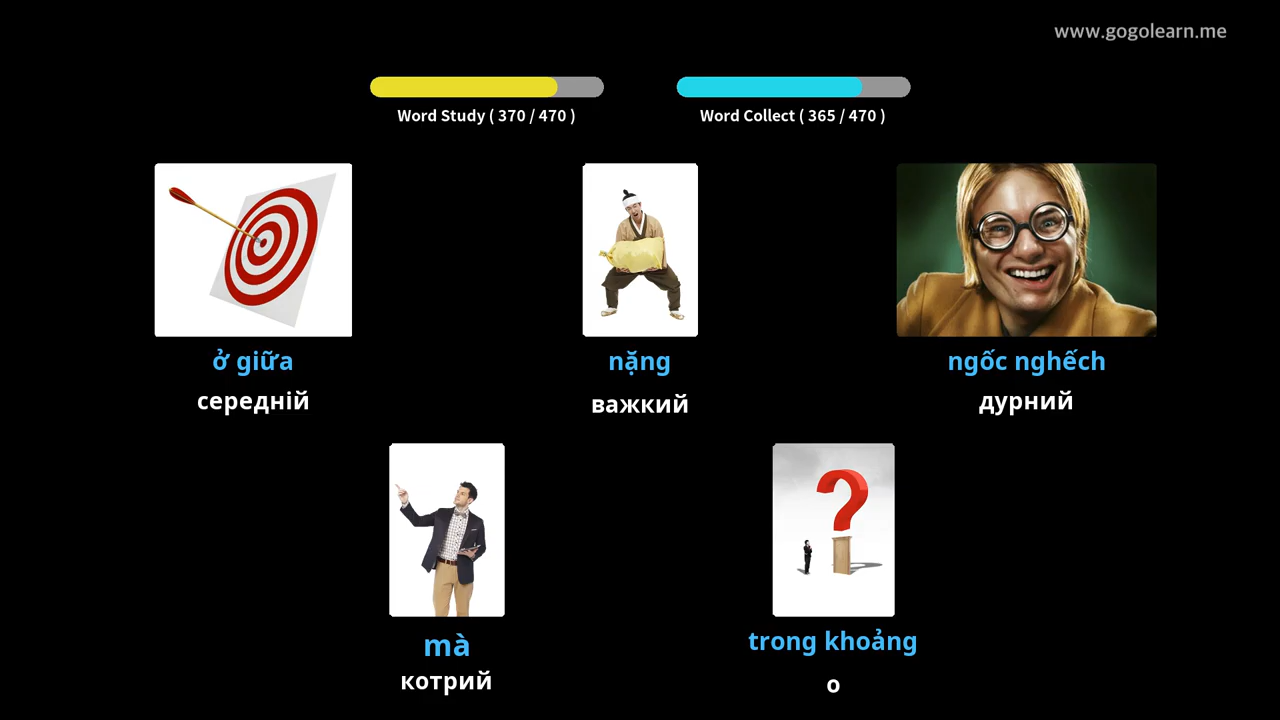 www.gogolearn.me
Word Study ( 370 / 470 )
Word Collect ( 365 / 470 )
ở giữa
середній
nặng
важкий
ngốc nghếch
дурний
mà
котрий
trong khoảng
о